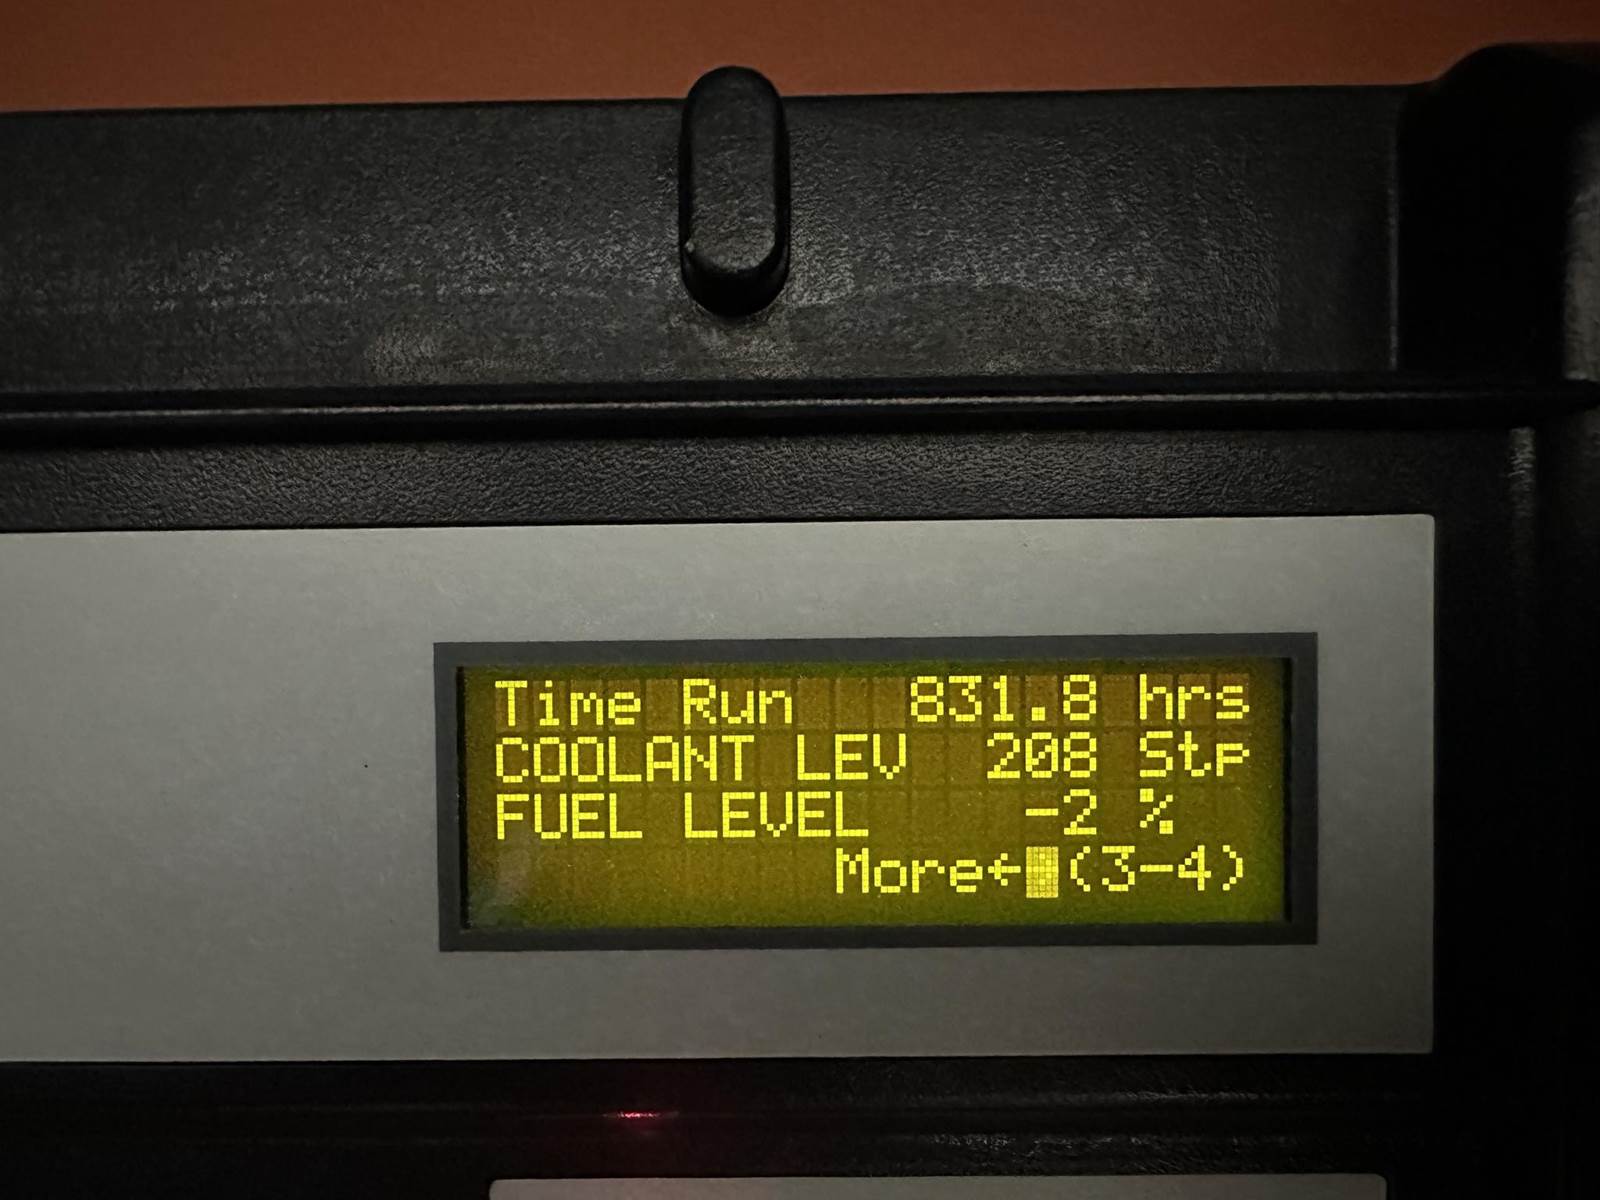 Time Run 831.8 hrs
COOLANT LEV 208 Stp
FUEL LEVEL -2 %
More←█(3-4)